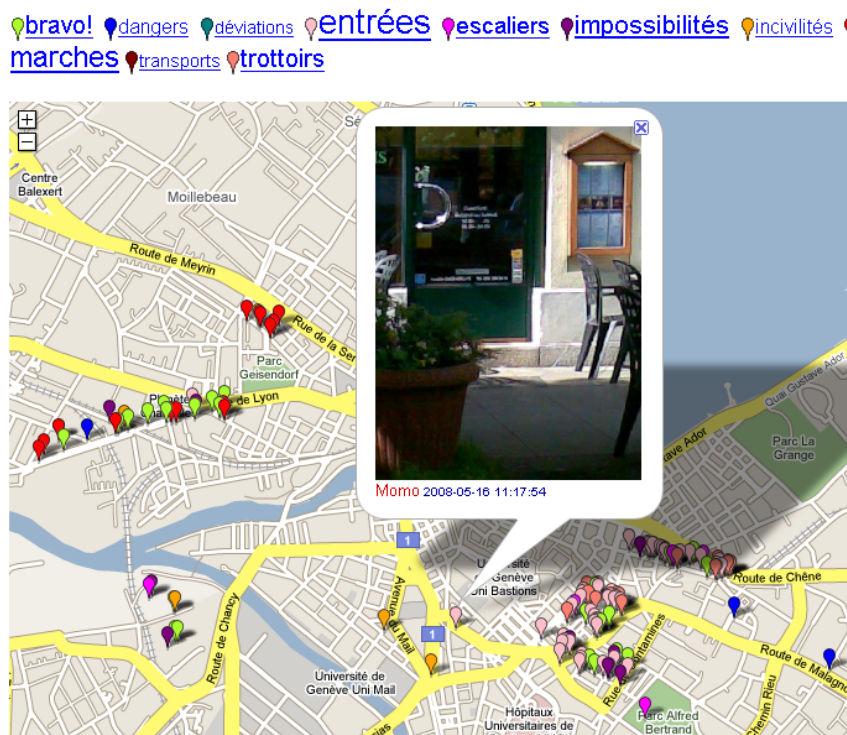 bravo! dangers déviations entrées escaliers impossibilités incivilités
marches transports trottoirs
Centre
Balexert
Moillebeau
Route de Meyrin
Rue de la Ser
Parc
Geisendorf
de Lyon
Quai Gustave Ador
Parc La
Grange
Momo 2008-05-16 11:17:54
1
Université
de Genève
Uni Bastions
Route de Chêne
Avenue du Mail
1
Route de Chancy
Université de
Genève Uni Mail
Route de Malagno
Chemin Rieu
Hôpitaux
Universitaires de
Parc Alfred
Bertrand